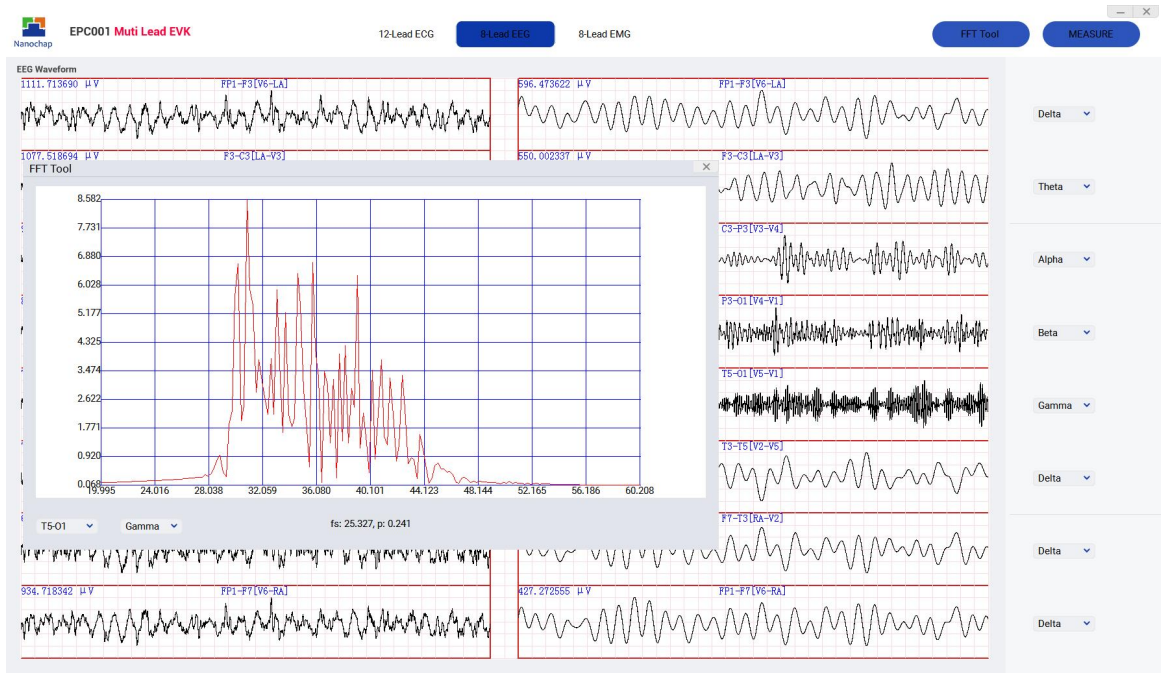 Nanochap
EPC001 Muti Lead EVK
12-Lead ECG
8-Lead EEG
8-Lead EMG
FFT Tool
MEASURE
EEG Waveform
1111.713690 μV
FP1-F3[V6-LA]
596.473622 μV
FP1-F3[V6-LA]
Delta
1077.518694 μV
F3-C3[LA-V3]
550.002337 μV
F3-C3[LA-V3]
Theta
FFT Tool
C3-P3[V3-V4]
Alpha
P3-O1[V4-V1]
Beta
T5-O1[V5-V1]
Gamma
T3-T5[V2-V5]
Delta
F7-T3[RA-V2]
Delta
8.582
7.731
6.880
6.028
5.177
4.325
3.474
2.622
1.771
0.920
0.068
19.995
24.016
28.038
32.059
36.080
40.101
44.123
48.144
52.165
56.186
60.208
T5-O1
Gamma
fs: 25.327, p: 0.241
934.718342 μV
FP1-F7[V6-RA]
427.272555 μV
FP1-F7[V6-RA]
Delta